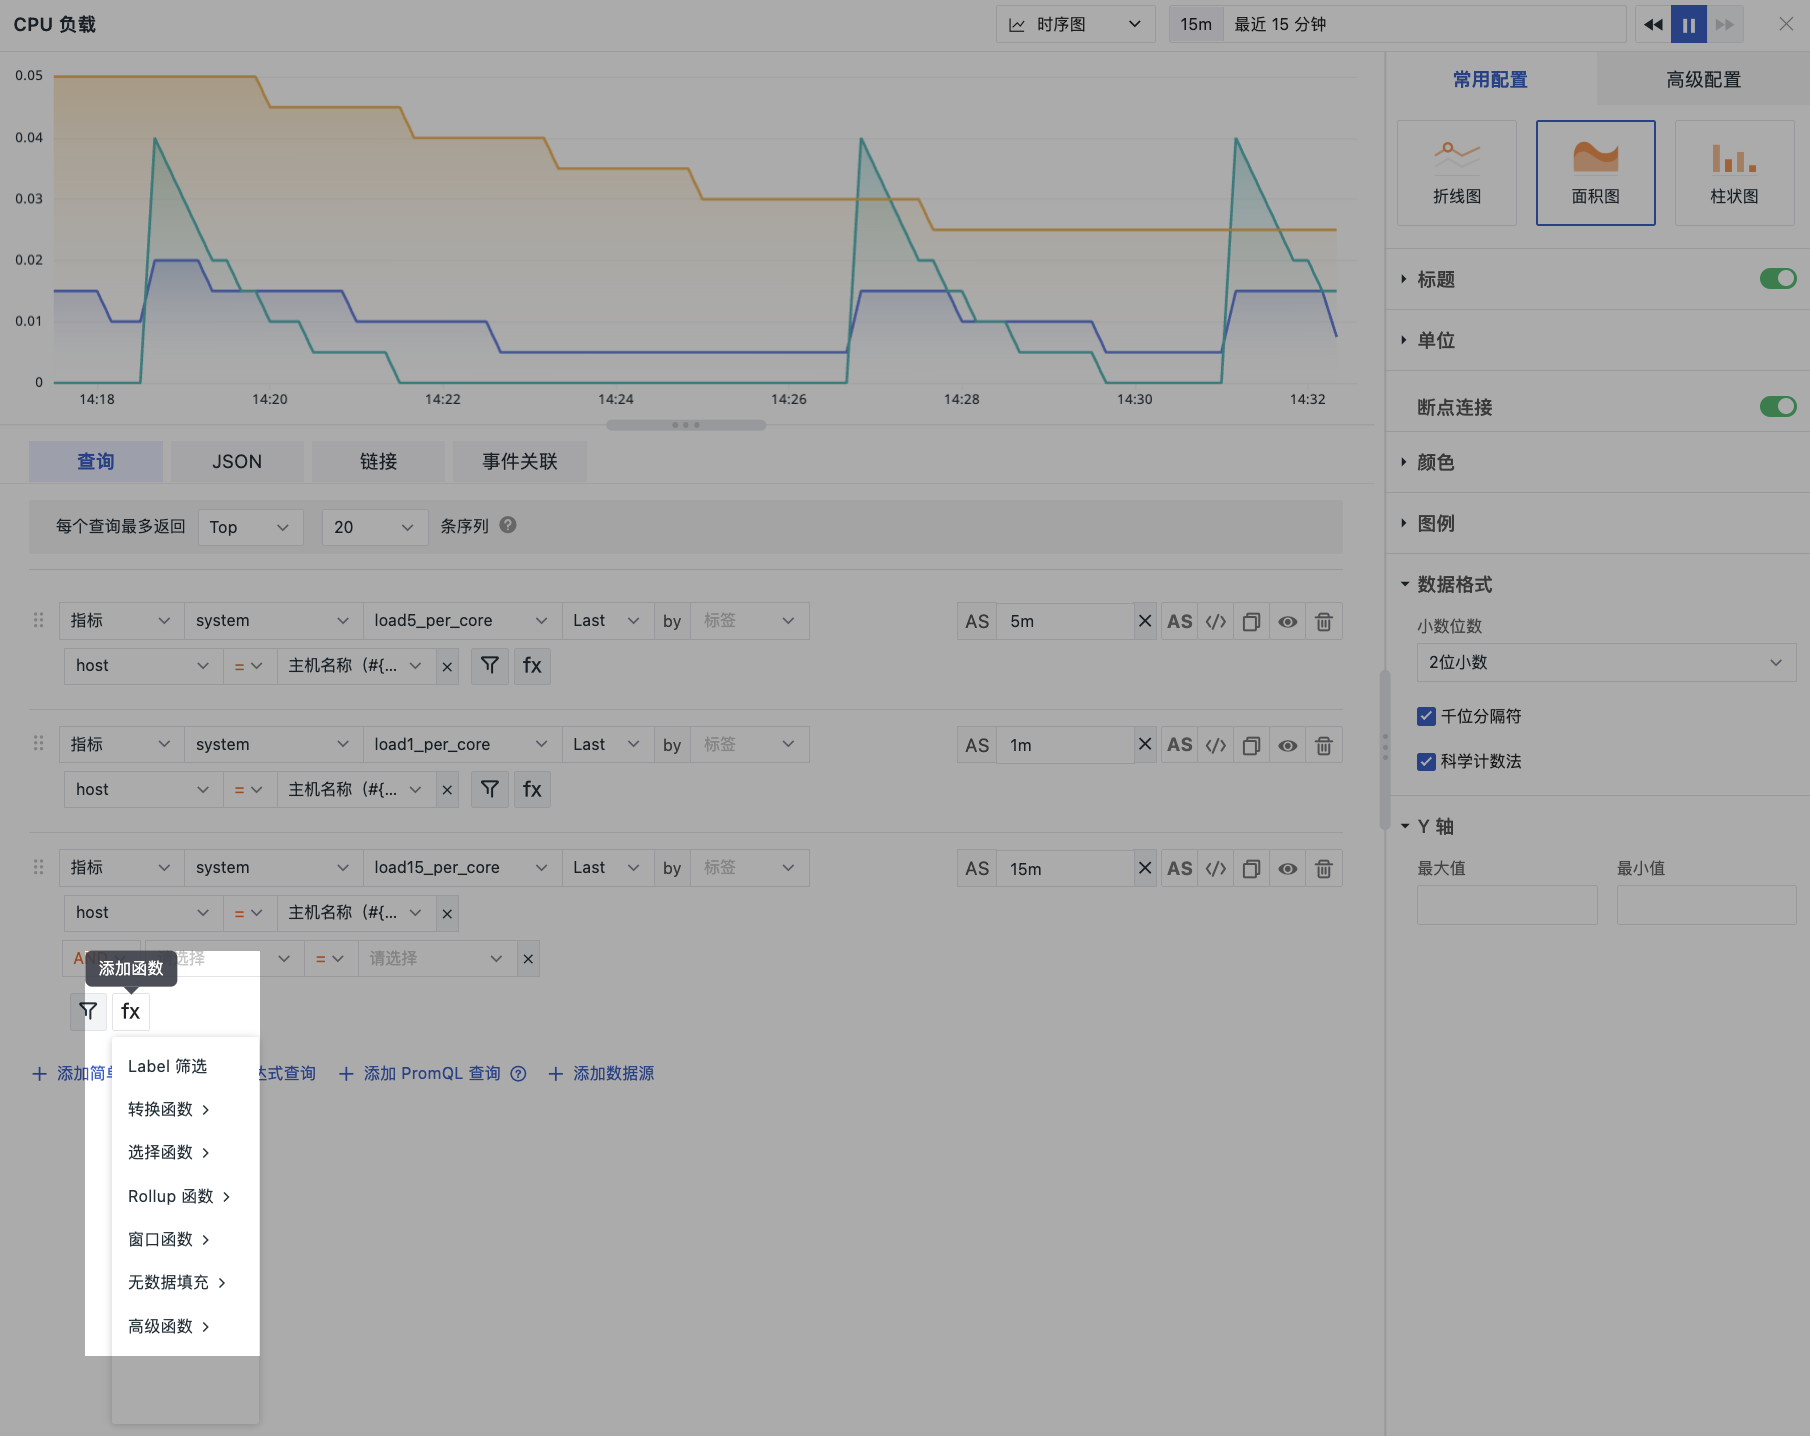 CPU 负载
时序图
15m 最近 15 分钟
0.05
0.04
0.03
0.02
0.01
0
14:18 14:20 14:22 14:24 14:26 14:28 14:30 14:32
查询 JSON 链接 事件关联
每个查询最多返回 Top 20 条序列
指标 system load5_per_core Last by 标签 AS 5m AS
host = 主机名称（#{... fx
指标 system load1_per_core Last by 标签 AS 1m AS
host = 主机名称（#{... fx
指标 system load15_per_core Last by 标签 AS 15m AS
host = 主机名称（#{...
选择 = 请选择
添加函数
fx
添加简 达式查询 添加 PromQL 查询 添加数据源
Label 筛选
转换函数
选择函数
Rollup 函数
窗口函数
无数据填充
高级函数
常用配置 高级配置
折线图 面积图 柱状图
标题
单位
断点连接
颜色
图例
数据格式
小数位数
2位小数
千位分隔符
科学计数法
Y 轴
最大值 最小值